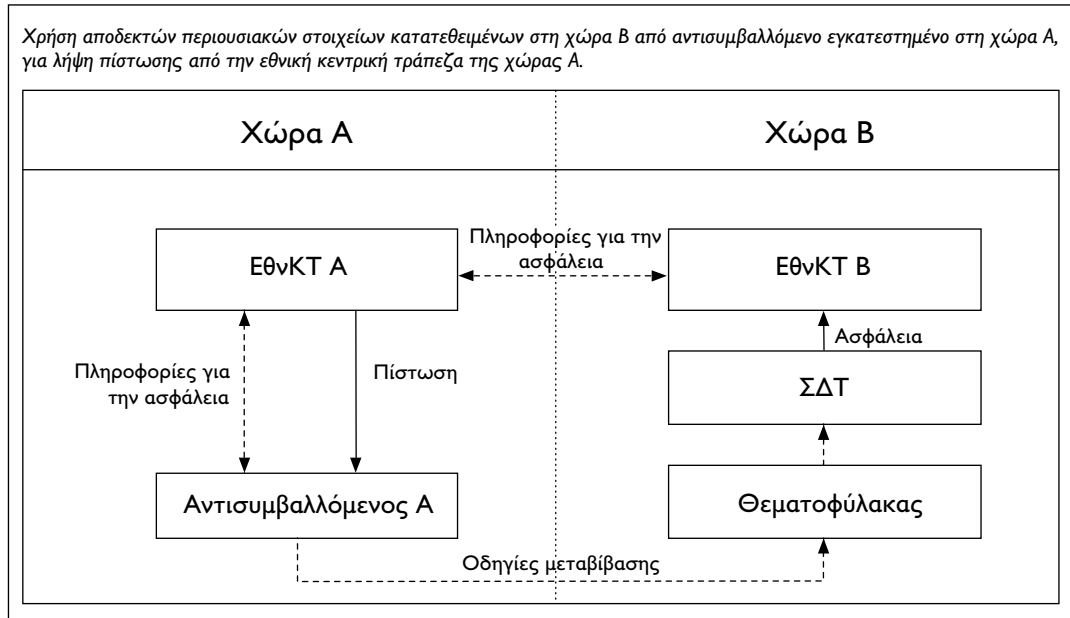 Χρήση αποδεκτών περιουσιακών στοιχείων κατατεθειμένων στη χώρα Β από αντισυμβαλλόμενο εγκατεστημένο στη χώρα Α,
για λήψη πίστωσης από την εθνική κεντρική τράπεζα της χώρας Α.
Χώρα Α
Χώρα Β
ΕθνΚΤ Α
Πληροφορίες για την
ασφάλεια
ΕθνΚΤ Β
Πληροφορίες για
την ασφάλεια
Πίστωση
Ασφάλεια
ΣΔΤ
Αντισυμβαλλόμενος Α
Θεματοφύλακας
Οδηγίες μεταβίβασης